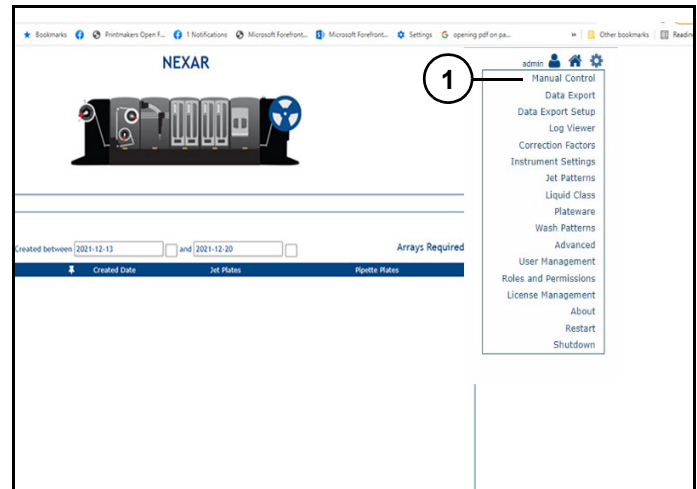 Bookmarks Printmakers Open F... 1 Notifications Microsoft Forefront... Microsoft Forefront... Settings opening pdf on pa... » Other bookmarks Readin
NEXAR
admin
1
Manual Control
Data Export
Data Export Setup
Log Viewer
Correction Factors
Instrument Settings
Jet Patterns
Liquid Class
Plateware
Wash Patterns
Advanced
User Management
Roles and Permissions
License Management
About
Restart
Shutdown
Created between 2021-12-13 and 2021-12-20 Arrays Required
Created Date Jet Plates Pipette Plates